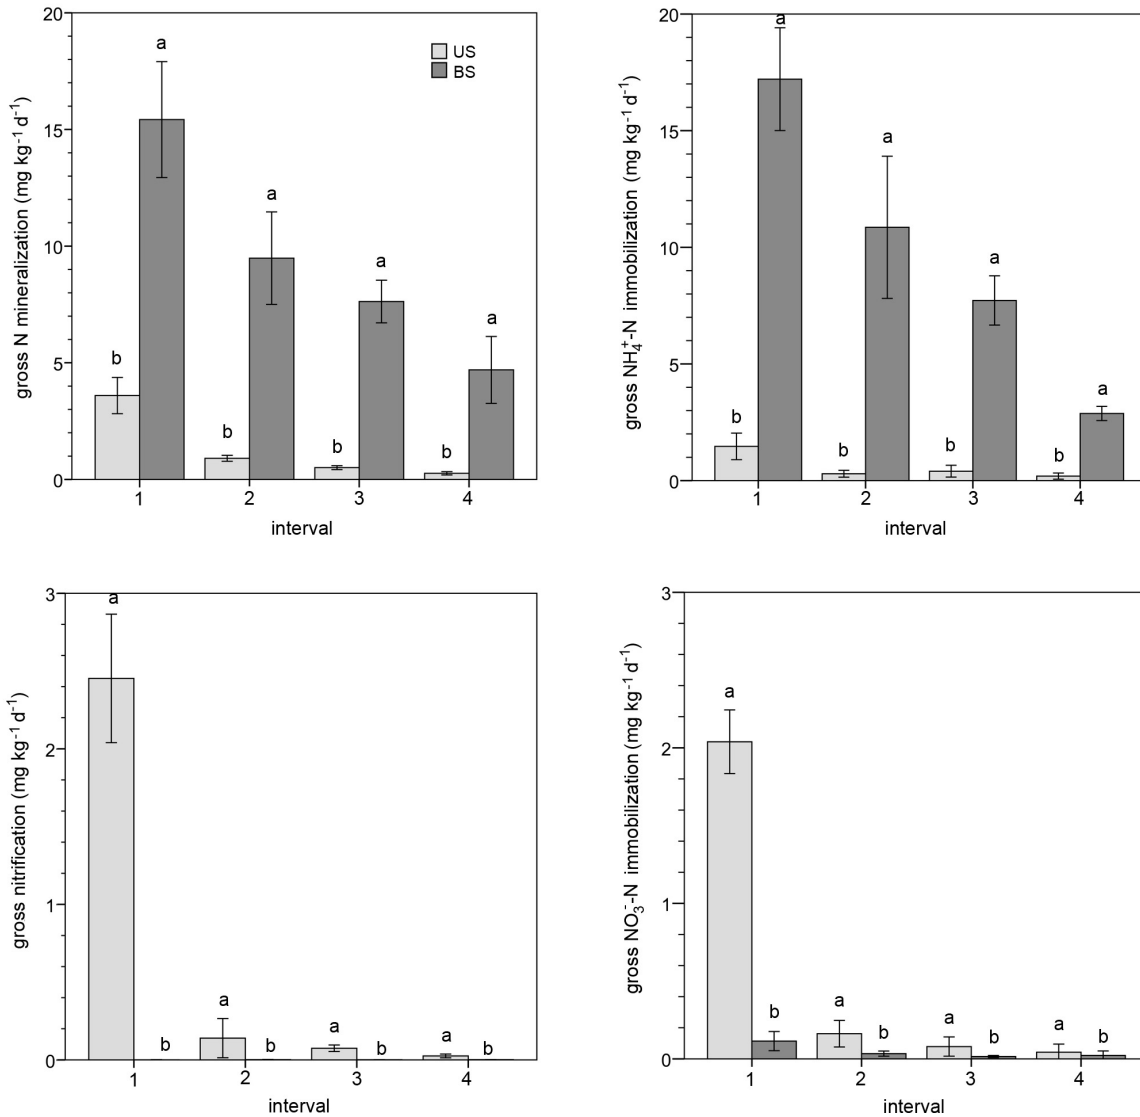 20
15
10
5
0
gross N mineralization (mg kg⁻¹ d⁻¹)
US
BS
a
a
a
a
b
b
b
b
1 2 3 4
interval
20
15
10
5
0
gross NH₄⁺-N immobilization (mg kg⁻¹ d⁻¹)
a
a
a
a
b
b
b
b
1 2 3 4
interval
3
2
1
0
gross nitrification (mg kg⁻¹ d⁻¹)
a
b
a
b
a
b
a
b
1 2 3 4
interval
3
2
1
0
gross NO₃⁻-N immobilization (mg kg⁻¹ d⁻¹)
a
b
a
b
a
b
a
b
1 2 3 4
interval